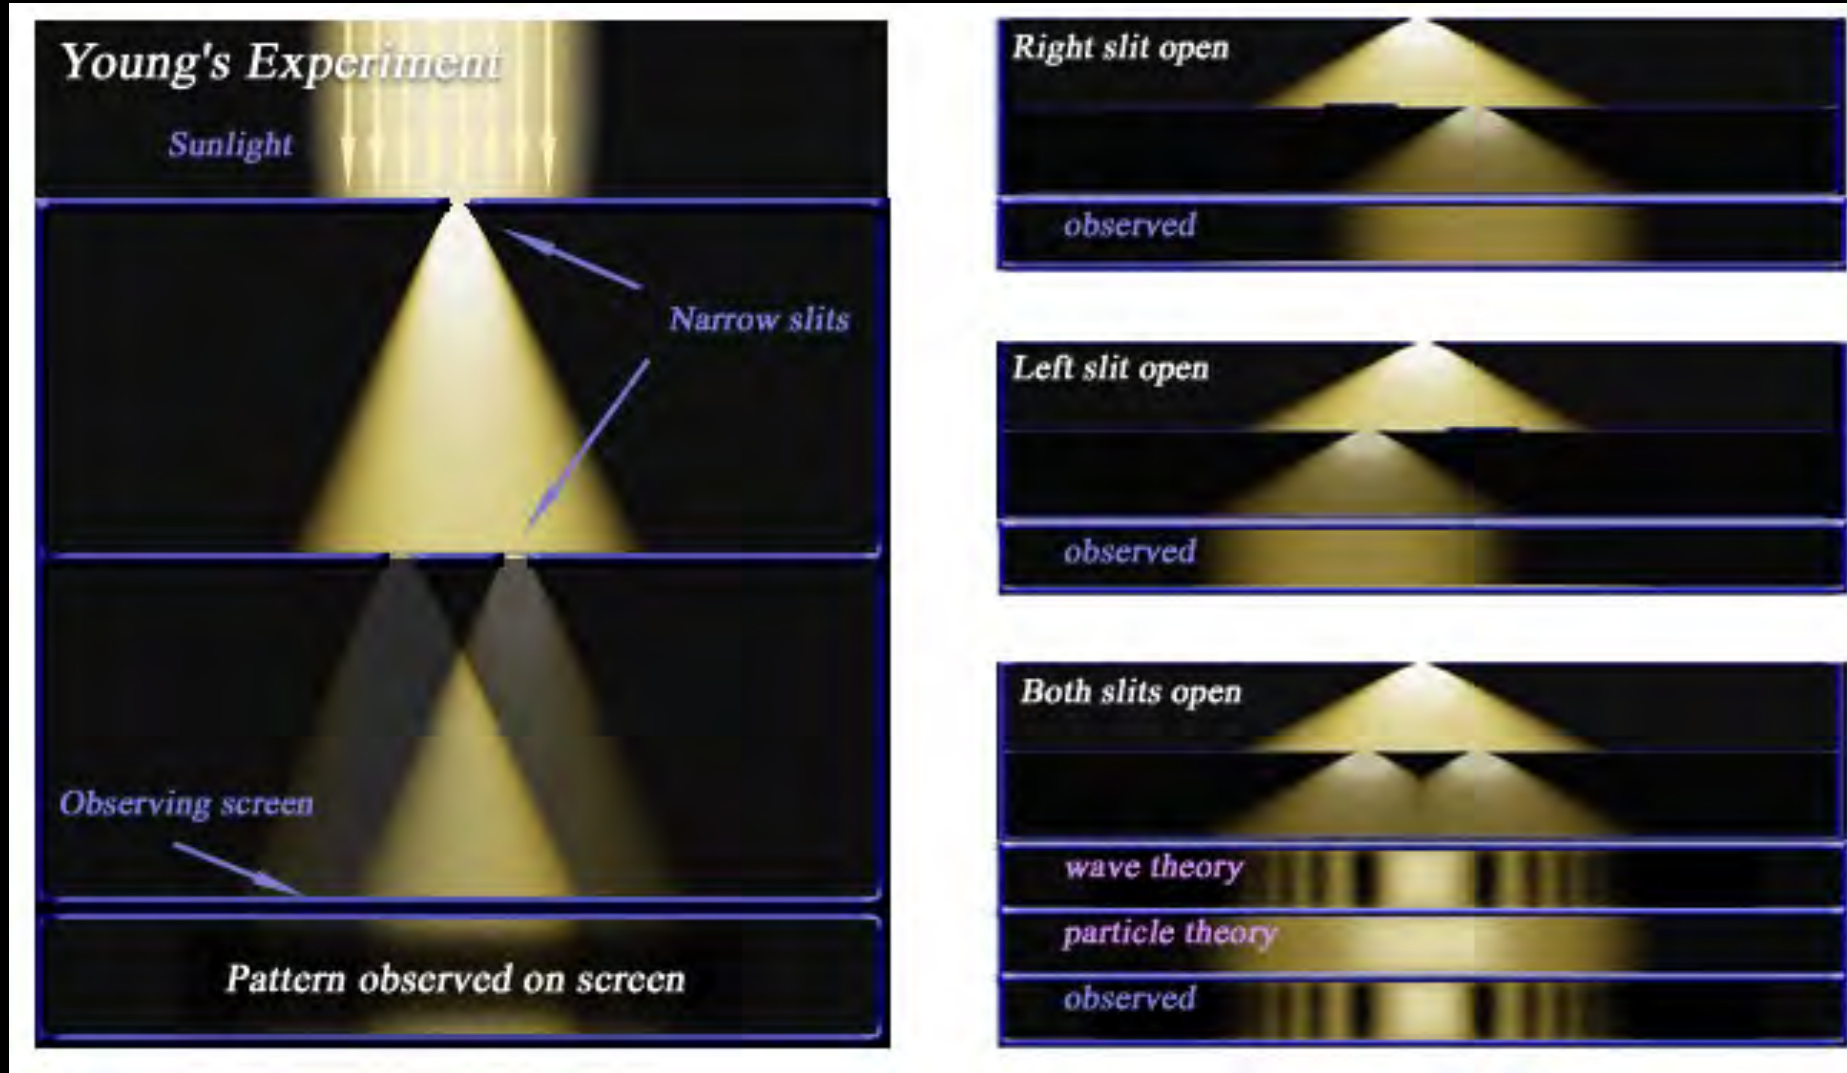 Young's Experiment
Sunlight
Narrow slits
Observing screen
Pattern observed on screen
Right slit open
observed
Left slit open
observed
Both slits open
wave theory
particle theory
observed